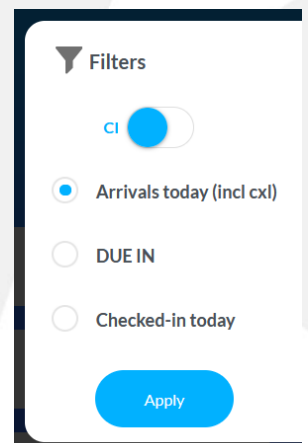 Filters
CI
Arrivals today (incl cxl)
DUE IN
Checked-in today
Apply